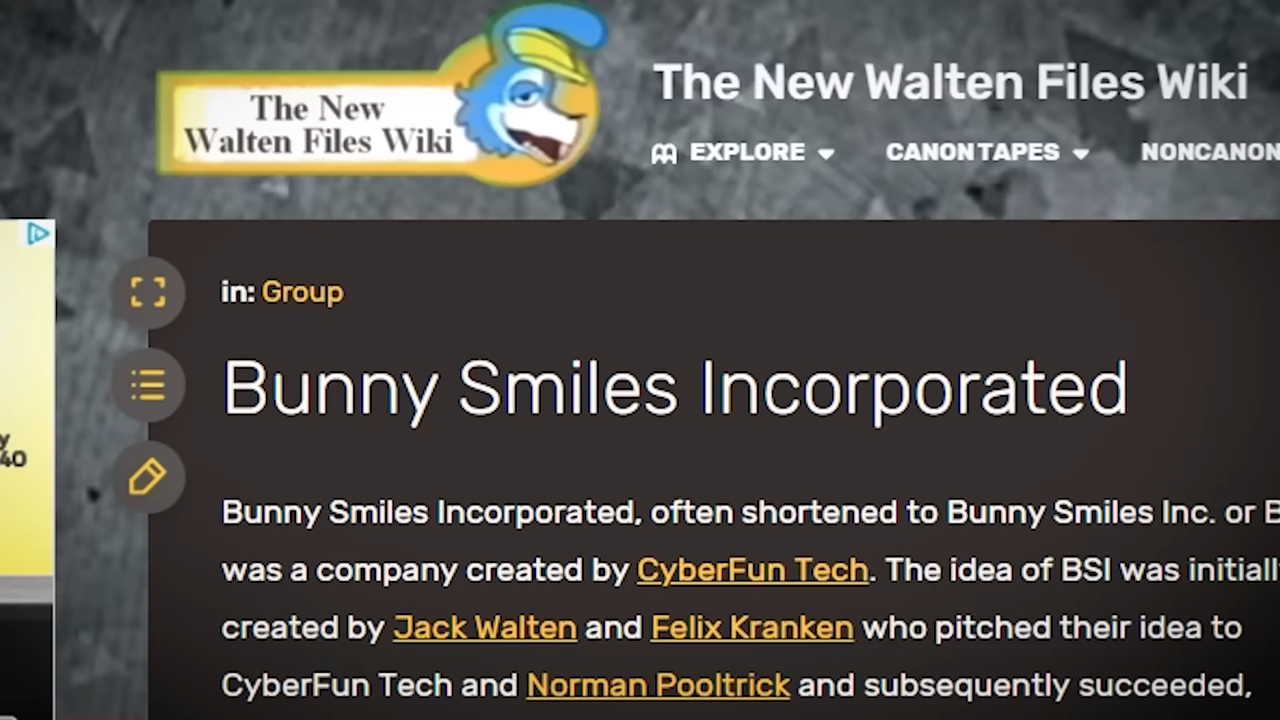 The New
Walten Files Wiki
The New Walten Files Wiki
EXPLORE CANON TAPES NONCANON
in: Group
Bunny Smiles Incorporated
40
Bunny Smiles Incorporated, often shortened to Bunny Smiles Inc. or B
was a company created by CyberFun Tech. The idea of BSI was initiall
created by Jack Walten and Felix Kranken who pitched their idea to
CyberFun Tech and Norman Pooltrick and subsequently succeeded,